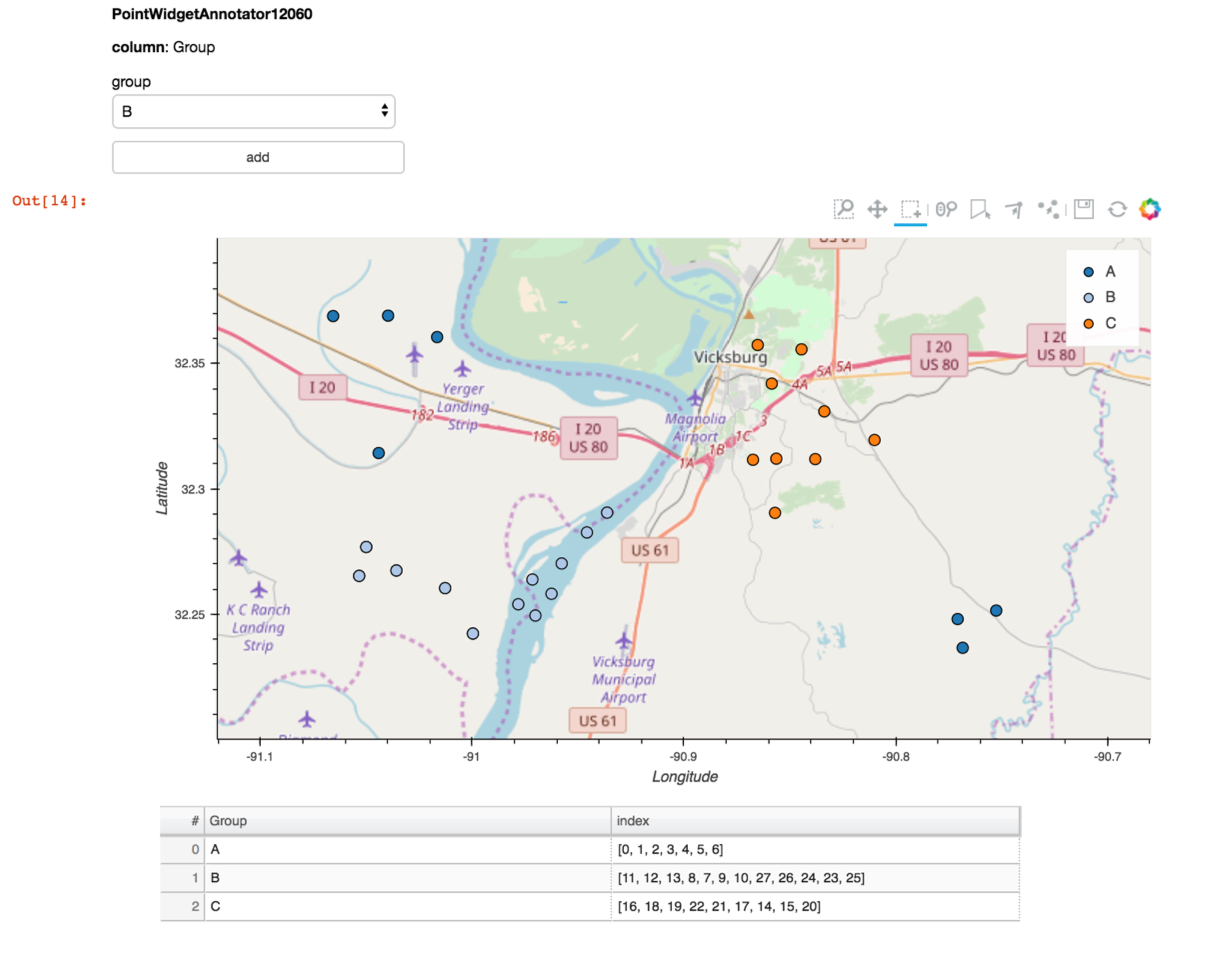 PointWidgetAnnotator12060
column: Group
group
B
add
Out[14]:
A
B
C
I 20
US 80
I 20
US 80
Vicksburg
5A 5A
4A
3
I 20
182
186
I 20
US 80
Yerger
Landing
Strip
Magnolia
Airport
1C
1B
1A
US 61
K C Ranch
Landing
Strip
Vicksburg
Municipal
Airport
US 61
32.35
32.3
32.25
Latitude
-91.1
-91
-90.9
-90.8
-90.7
Longitude
# Group index
0 A [0, 1, 2, 3, 4, 5, 6]
1 B [11, 12, 13, 8, 7, 9, 10, 27, 26, 24, 23, 25]
2 C [16, 18, 19, 22, 21, 17, 14, 15, 20]